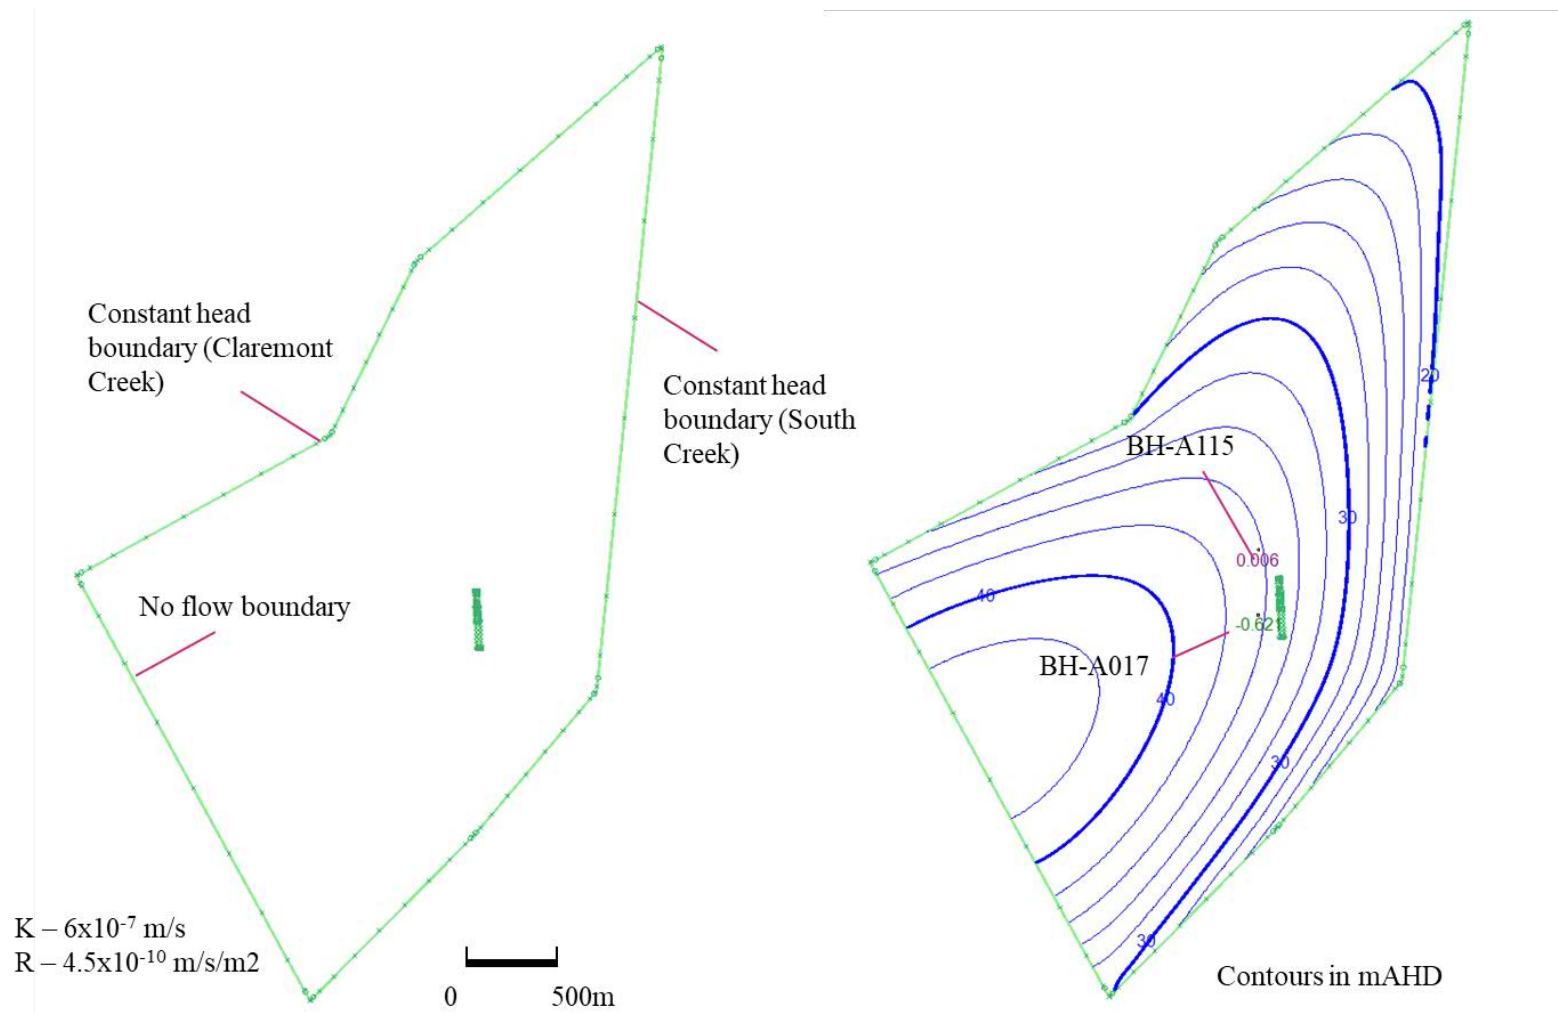 Constant head
boundary (Claremont
Creek)
Constant head
boundary (South
Creek)
No flow boundary
K – 6x10⁻⁷ m/s
R – 4.5x10⁻¹⁰ m/s/m2
0 500m
20
BH-A115
30
0.006
40
-0.621
BH-A017
40
30
30
Contours in mAHD